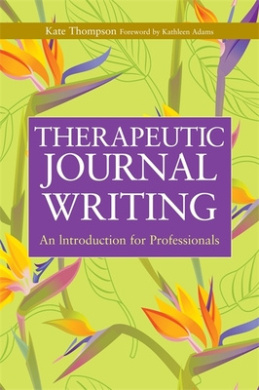 Kate Thompson Foreword by Kathleen Adams
THERAPEUTIC
JOURNAL
WRITING
An Introduction for Professionals